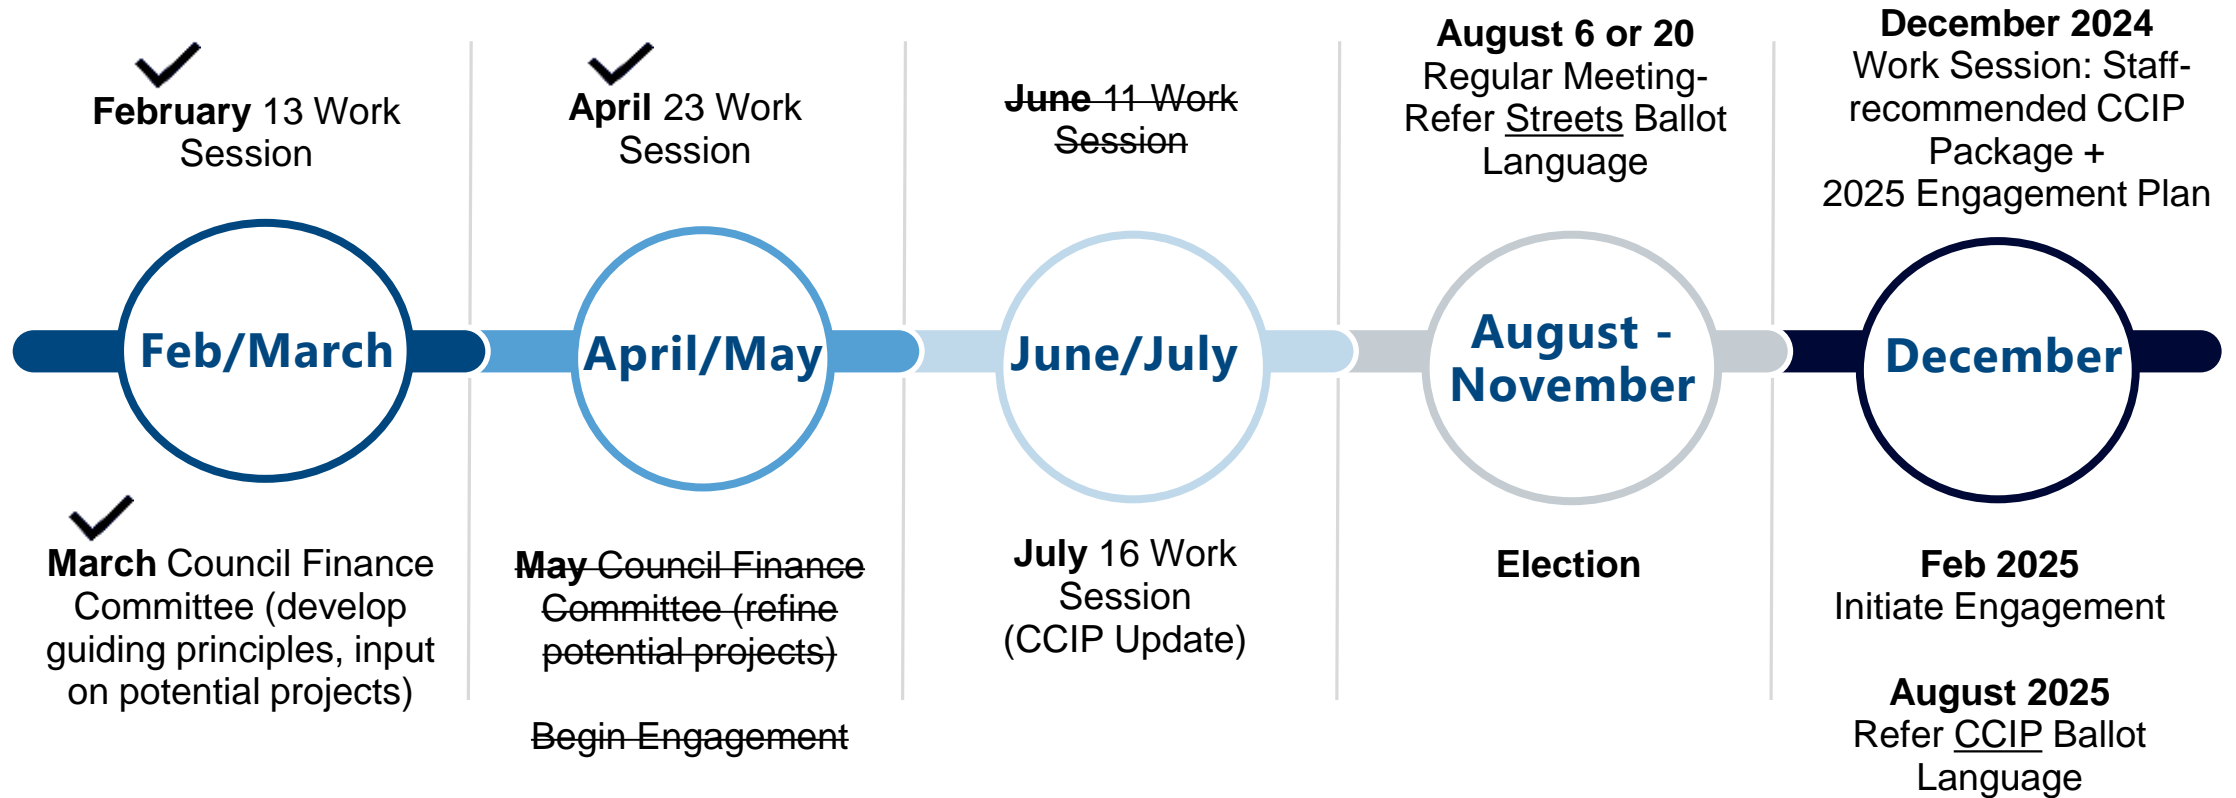 February 13 Work
Session
April 23 Work
Session
June 11 Work
Session
August 6 or 20
Regular Meeting-
Refer Streets Ballot
Language
December 2024
Work Session: Staff-
recommended CCIP
Package +
2025 Engagement Plan
Feb/March
April/May
June/July
August -
November
December
March Council Finance
Committee (develop
guiding principles, input
on potential projects)
May Council Finance
Committee (refine
potential projects)
Begin Engagement
July 16 Work
Session
(CCIP Update)
Election
Feb 2025
Initiate Engagement
August 2025
Refer CCIP Ballot
Language